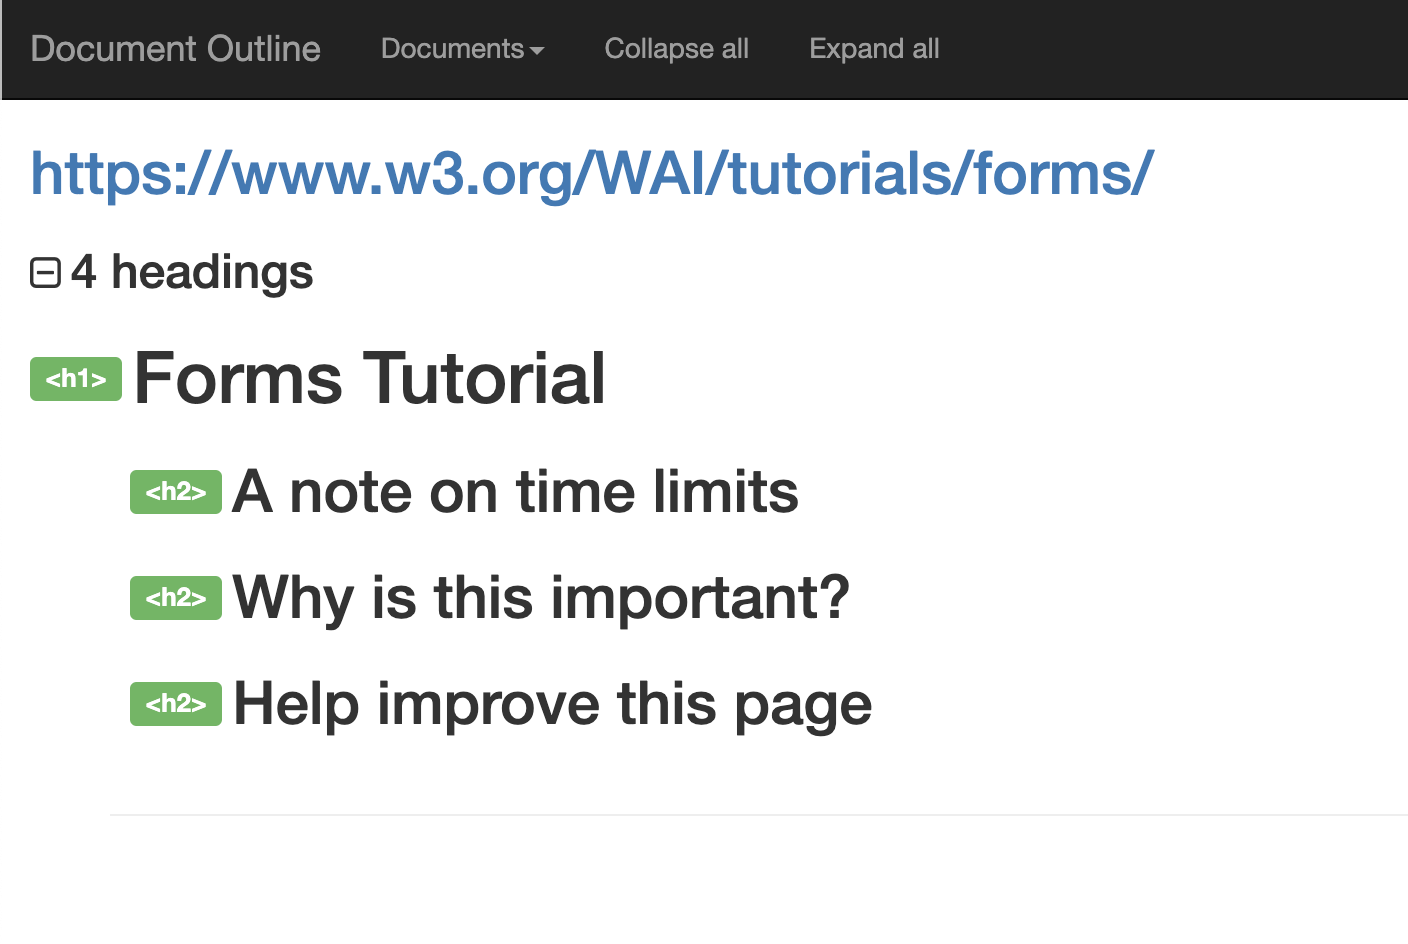 Document Outline Documents Collapse all Expand all
https://www.w3.org/WAI/tutorials/forms/
4 headings
<h1> Forms Tutorial
<h2> A note on time limits
<h2> Why is this important?
<h2> Help improve this page